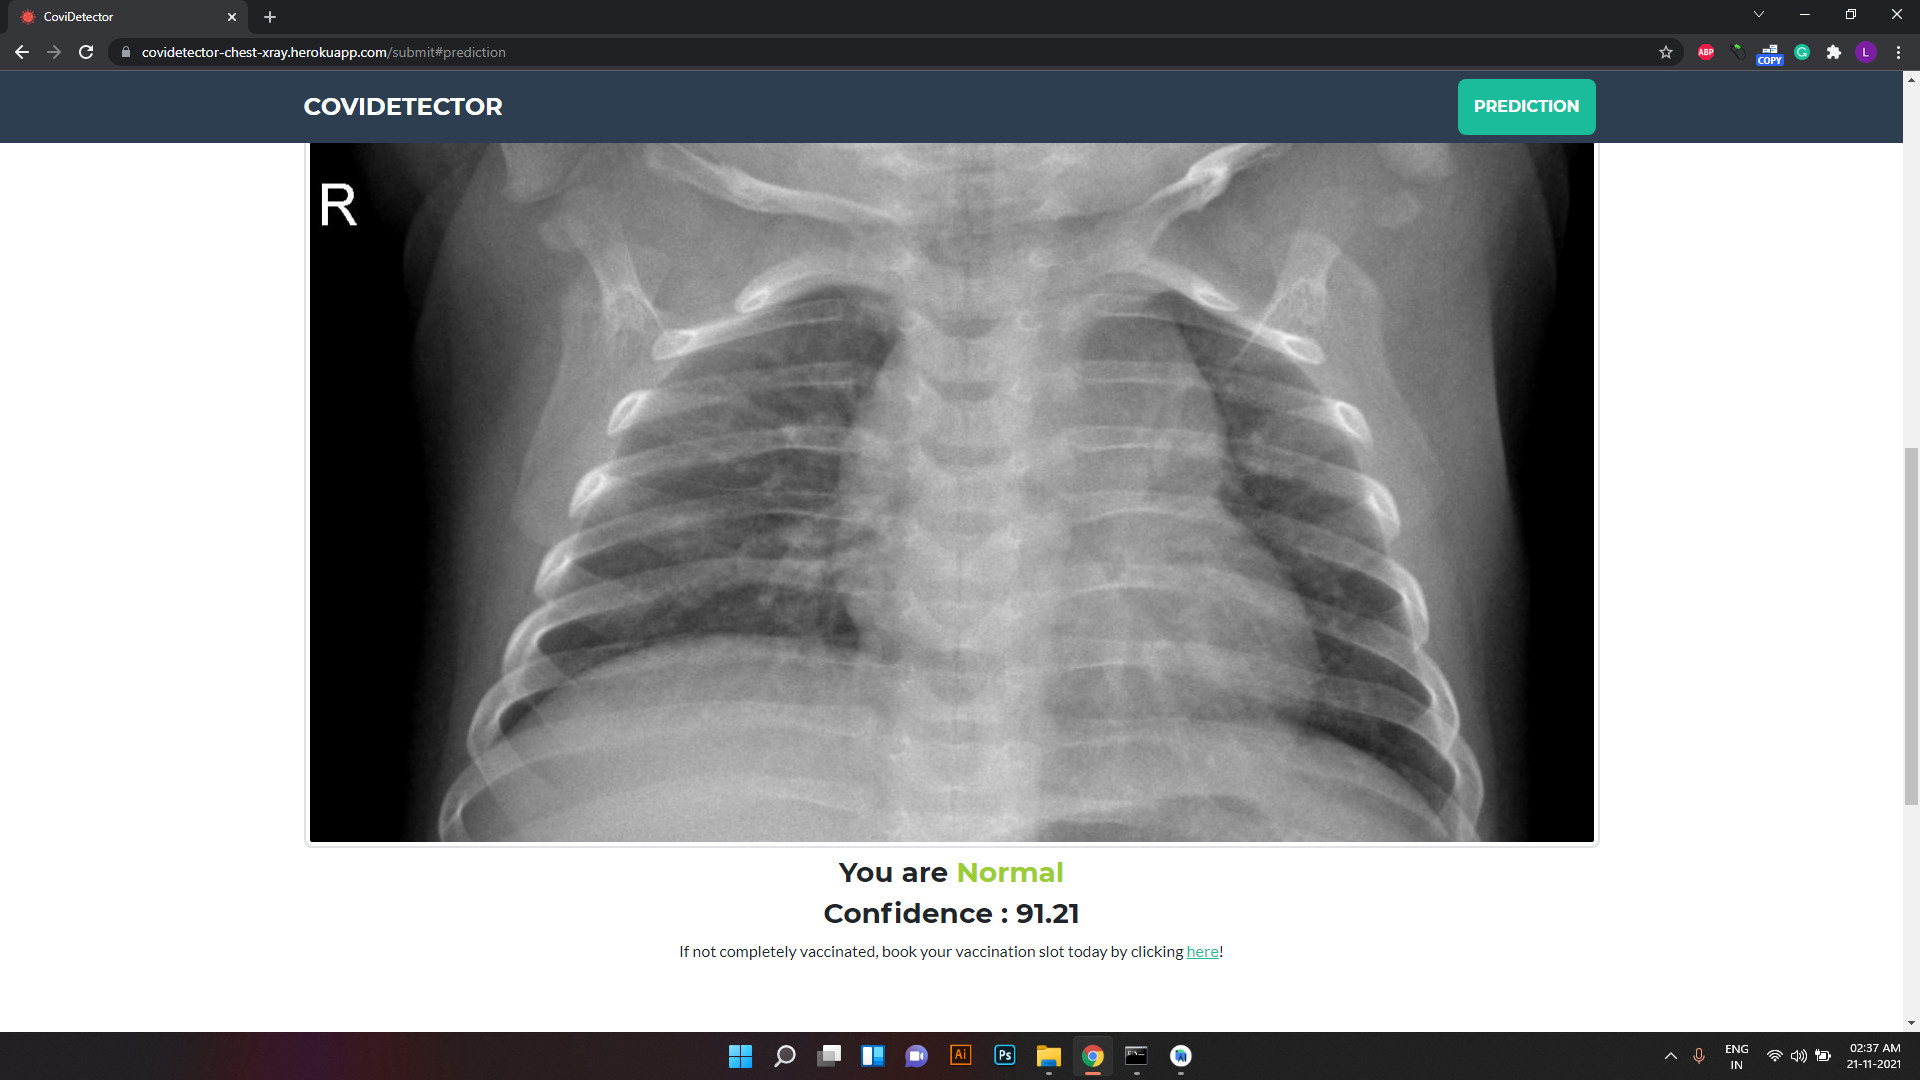 CoviDetector
covidetector-chest-xray.herokuapp.com/submit#prediction
ABP
COPY
L
COVIDETECTOR
PREDICTION
R
You are Normal
Confidence : 91.21
If not completely vaccinated, book your vaccination slot today by clicking here!
Ai
Ps
ENG
IN
02:37 AM
21-11-2021